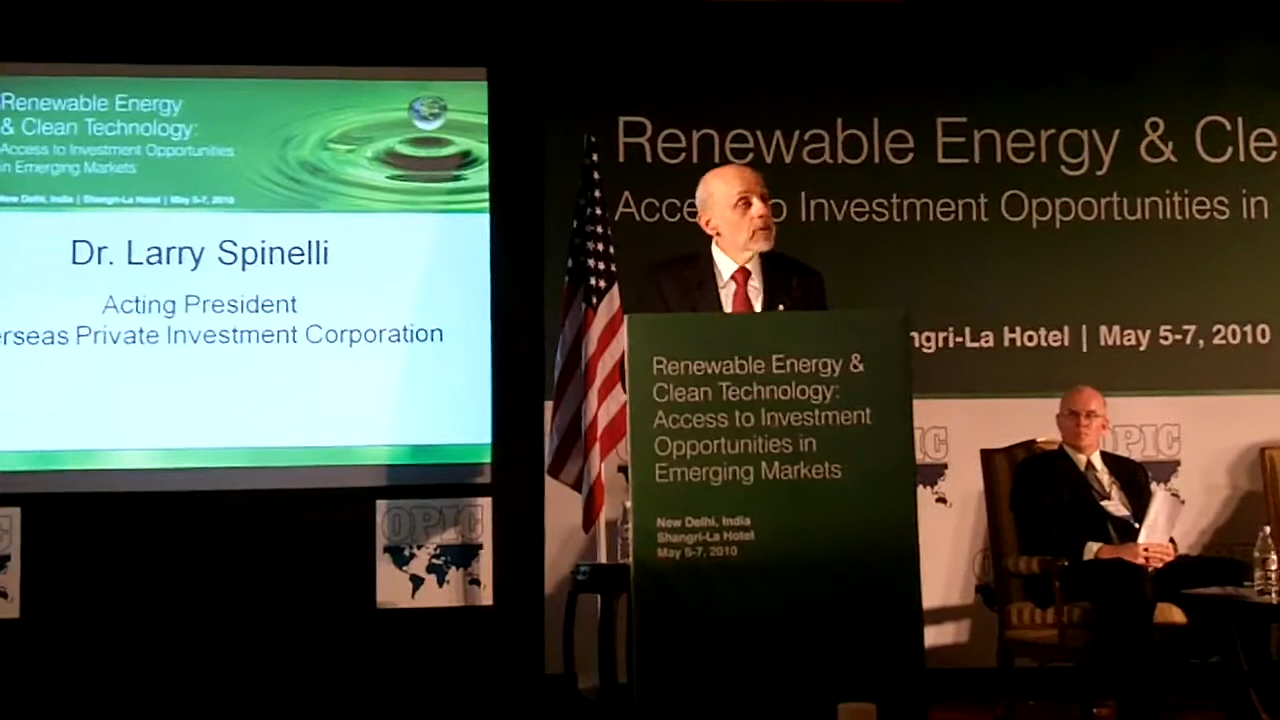 Renewable Energy
& Clean Technology:
Access to Investment Opportunities
in Emerging Markets
New Delhi, India | Shangri-La Hotel | May 5-7, 2010
Dr. Larry Spinelli
Acting President
erseas Private Investment Corporation
OPIC
Renewable Energy & Cle
Acce o Investment Opportunities in
ngri-La Hotel | May 5-7, 2010
Renewable Energy &
Clean Technology:
Access to Investment
Opportunities in
Emerging Markets
New Delhi, India
Shangri-La Hotel
May 5-7, 2010
IC
OPIC
C